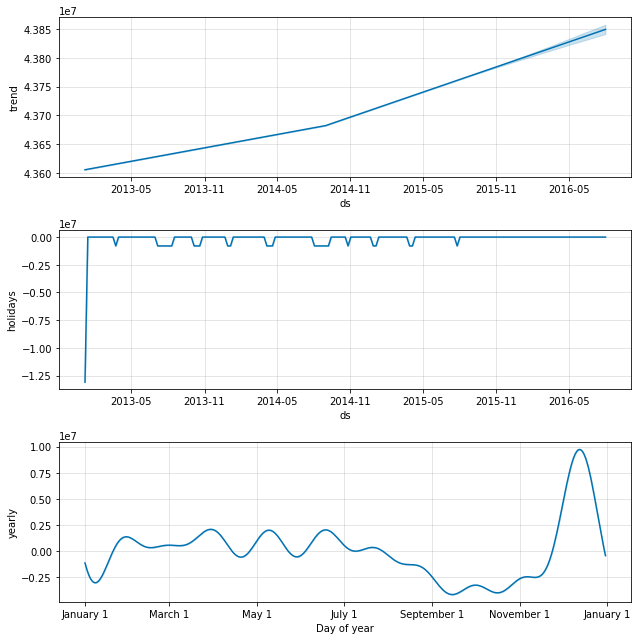 1e7
4.385
4.380
4.375
4.370
4.365
4.360
trend
2013-05 2013-11 2014-05 2014-11 2015-05 2015-11 2016-05
ds
1e7
0.00
−0.25
−0.50
−0.75
−1.00
−1.25
holidays
2013-05 2013-11 2014-05 2014-11 2015-05 2015-11 2016-05
ds
1e7
1.00
0.75
0.50
0.25
0.00
−0.25
yearly
January 1 March 1 May 1 July 1 September 1 November 1 January 1
Day of year